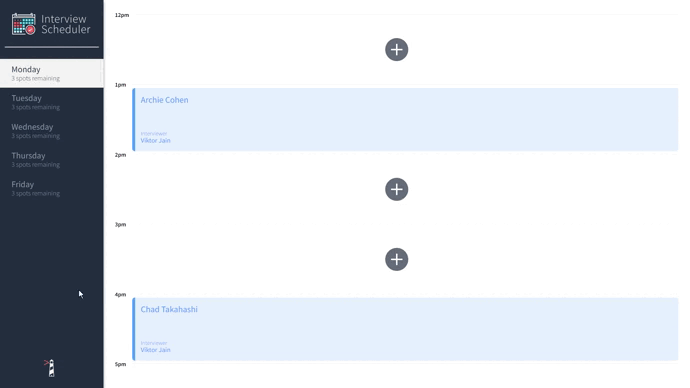 Interview
Scheduler
Monday
3 spots remaining
Tuesday
3 spots remaining
Wednesday
3 spots remaining
Thursday
3 spots remaining
Friday
3 spots remaining
12pm
1pm
Archie Cohen
Interviewer
Viktor Jain
2pm
3pm
4pm
Chad Takahashi
Interviewer
Viktor Jain
5pm